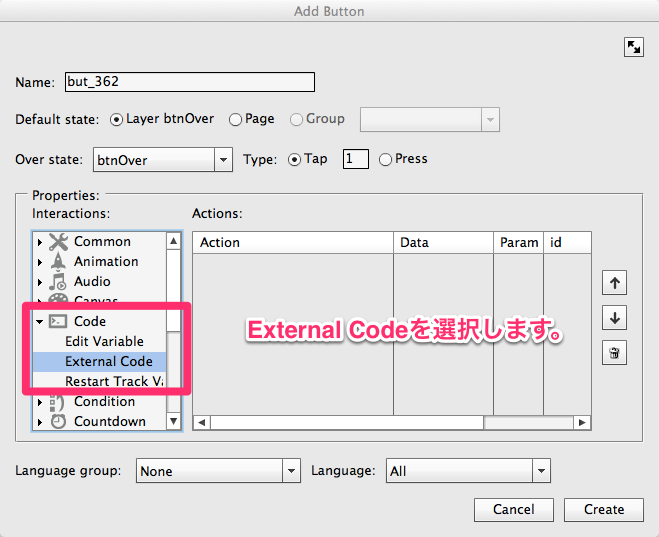 Add Button
Name: but_362
Default state: Layer btnOver Page Group
Over state: btnOver Type: Tap 1 Press
Properties:
Interactions: Actions:
Action Data Param id
Common
Animation
Audio
Canvas
Code
Edit Variable
External Code
Restart Track Va
Condition
Countdown
External Codeを選択します。
Language group: None Language: All
Cancel Create